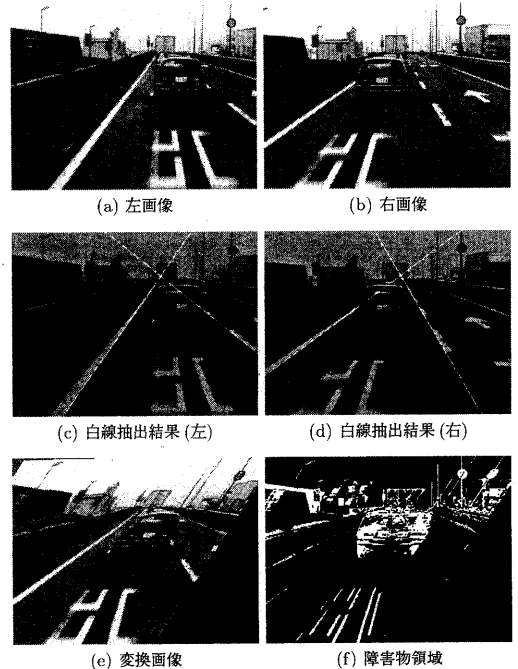 (a) 左画像
(b) 右画像
(c) 白線抽出結果 (左)
(d) 白線抽出結果 (右)
(e) 変換画像
(f) 障害物領域